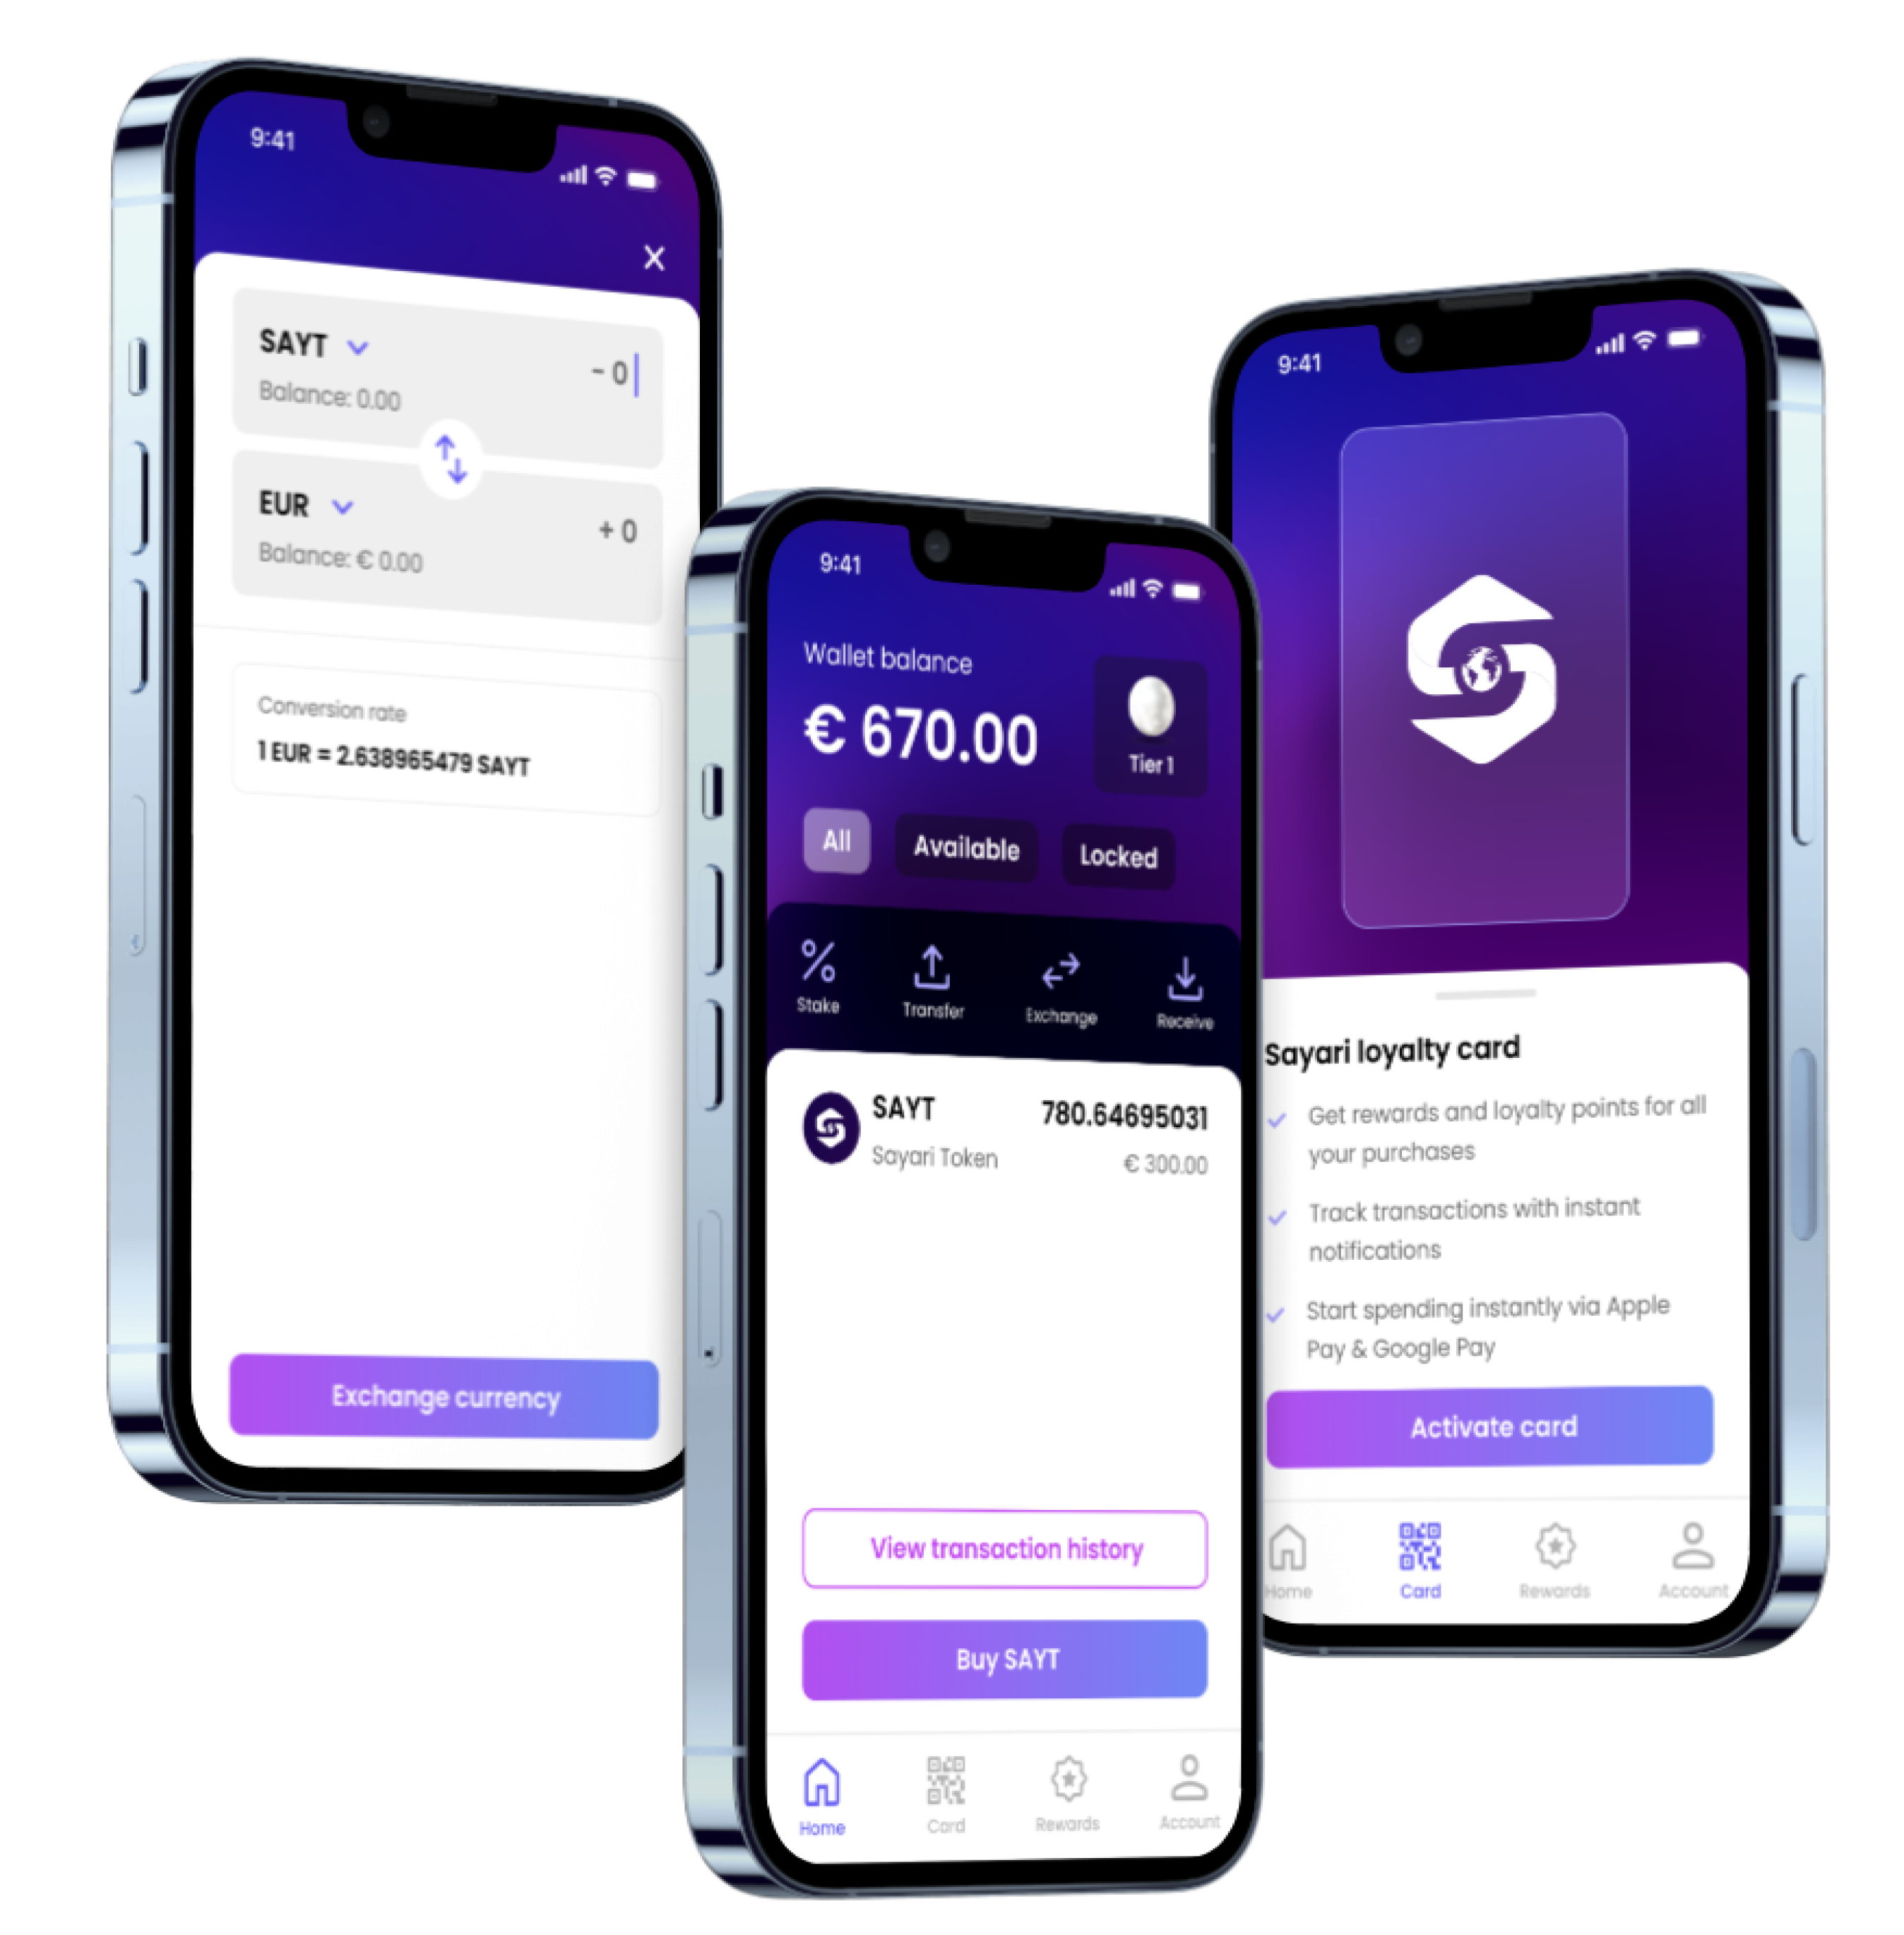 9:41
X
SAYT
- 0
Balance: 0.00
EUR
+ 0
Balance: € 0.00
Conversion rate
1 EUR = 2.638965479 SAYT
Exchange currency
9:41
Wallet balance
€ 670.00
Tier 1
All
Available
Locked
Stake
Transfer
Exchange
Receive
SAYT
780.64695031
Sayari Token
€ 300.00
View transaction history
Buy SAYT
Home
Card
Rewards
Account
9:41
Sayari loyalty card
Get rewards and loyalty points for all
your purchases
Track transactions with instant
notifications
Start spending instantly via Apple
Pay & Google Pay
Activate card
Home
Card
Rewards
Account